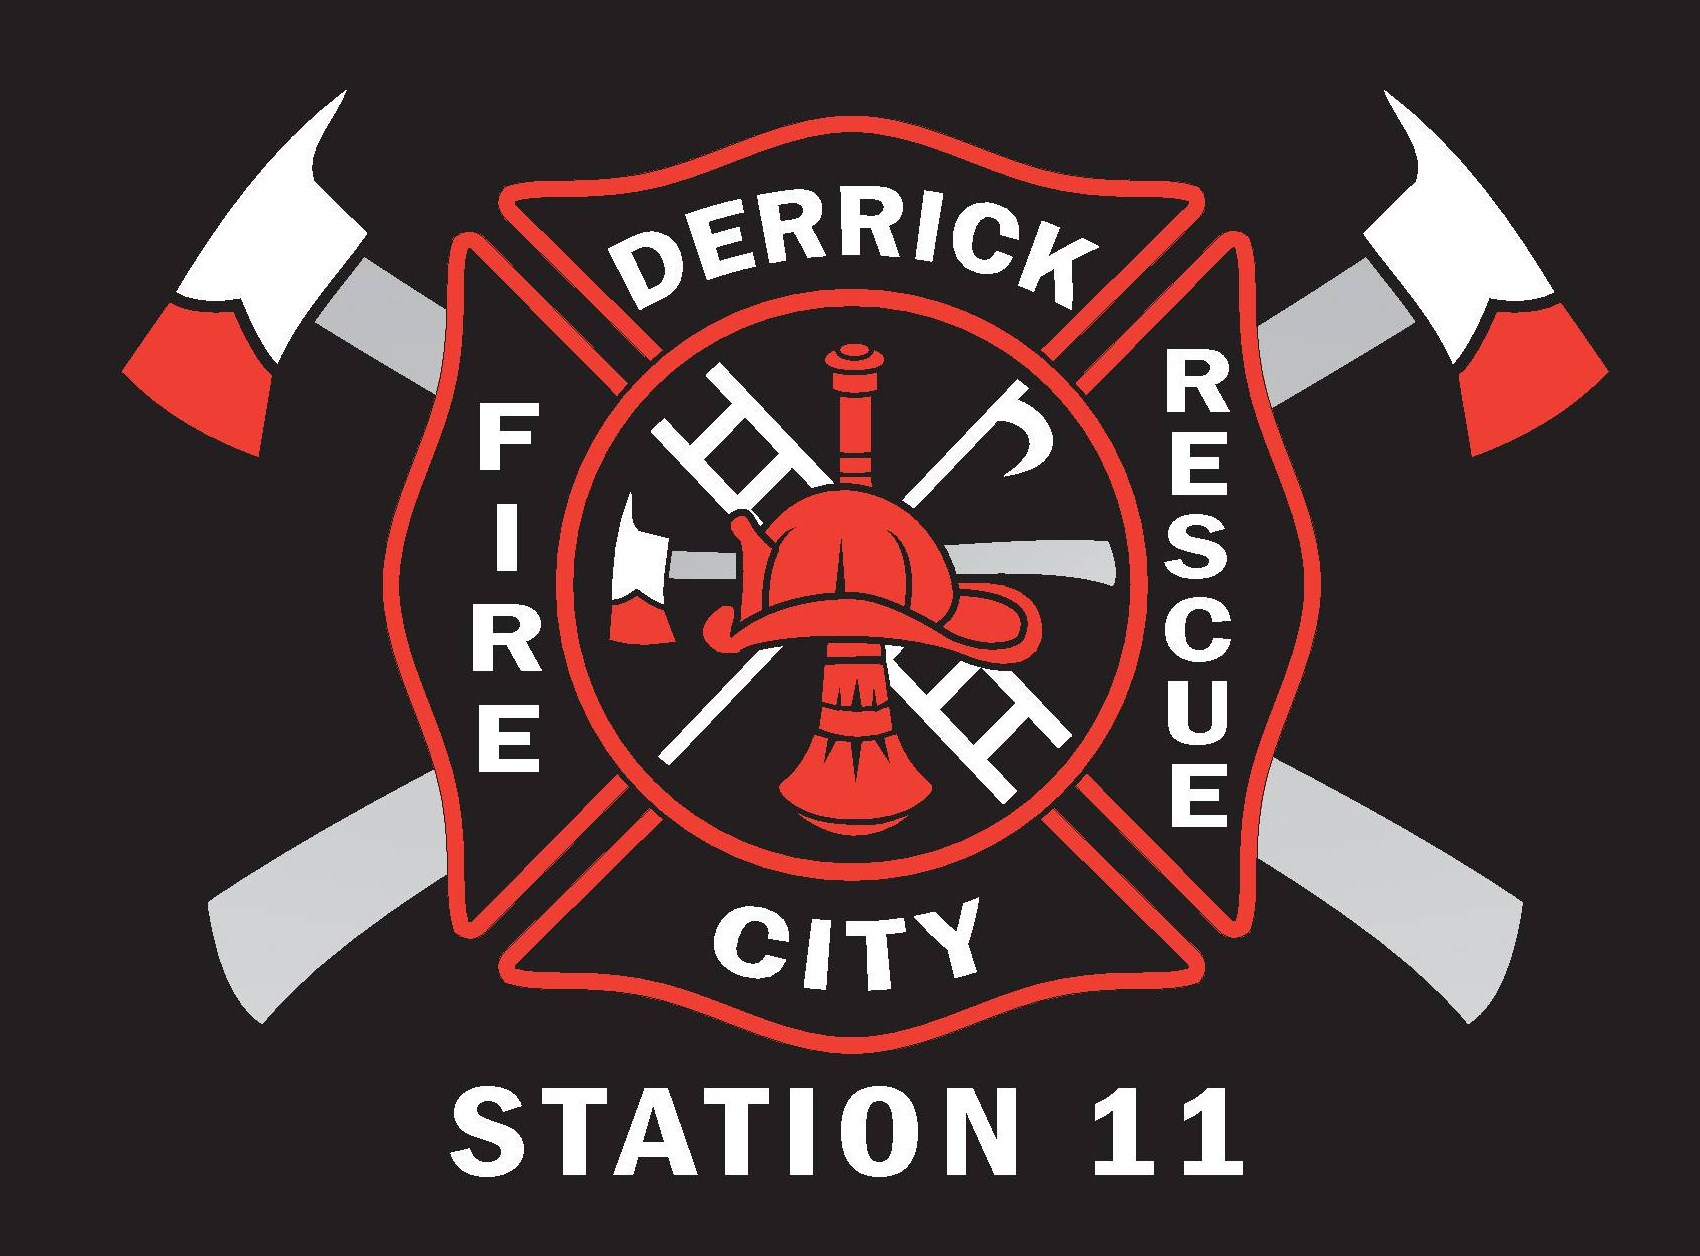 DERRICK
FIRE
RESCUE
CITY
STATION 11